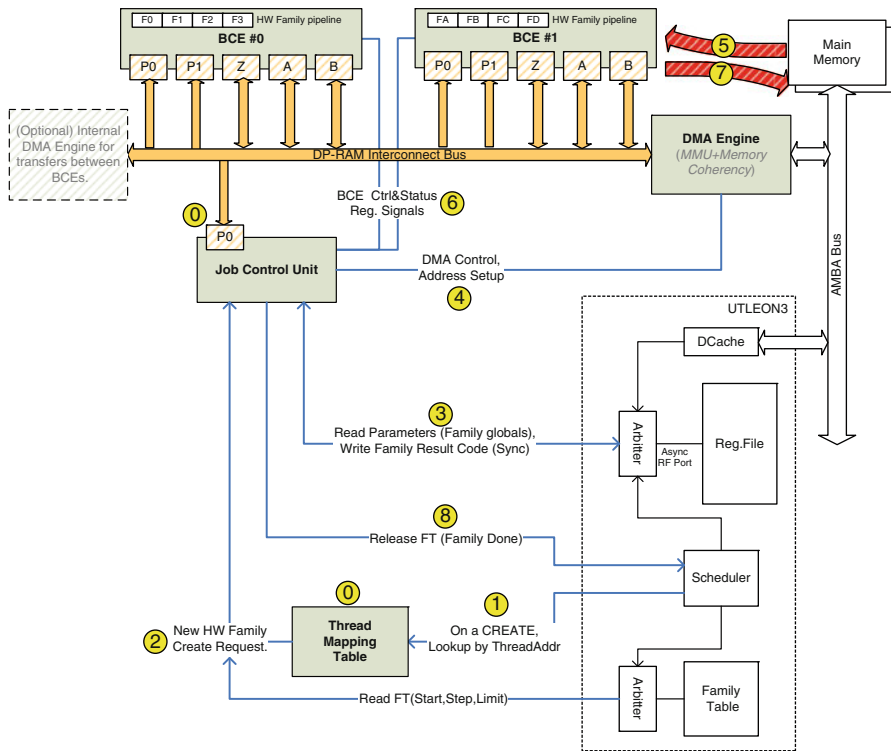 F0 F1 F2 F3 HW Family pipeline
BCE #0
P0 P1 Z A B
FA FB FC FD HW Family pipeline
BCE #1
P0 P1 Z A B
5
7
Main
Memory
(Optional) Internal
DMA Engine for
transfers between
BCEs.
DP-RAM Interconnect Bus
DMA Engine
(MMU+Memory
Coherency)
BCE Ctrl&Status
Reg. Signals
6
0
P0
Job Control Unit
DMA Control,
Address Setup
4
AMBA Bus
UTLEON3
DCache
3
Read Parameters (Family globals),
Write Family Result Code (Sync)
Arbitter
Async
RF Port
Reg.File
8
Release FT (Family Done)
Scheduler
0
1
Thread
Mapping
Table
On a CREATE,
Lookup by ThreadAddr
2
New HW Family
Create Request.
Read FT(Start,Step,Limit)
Arbitter
Family
Table